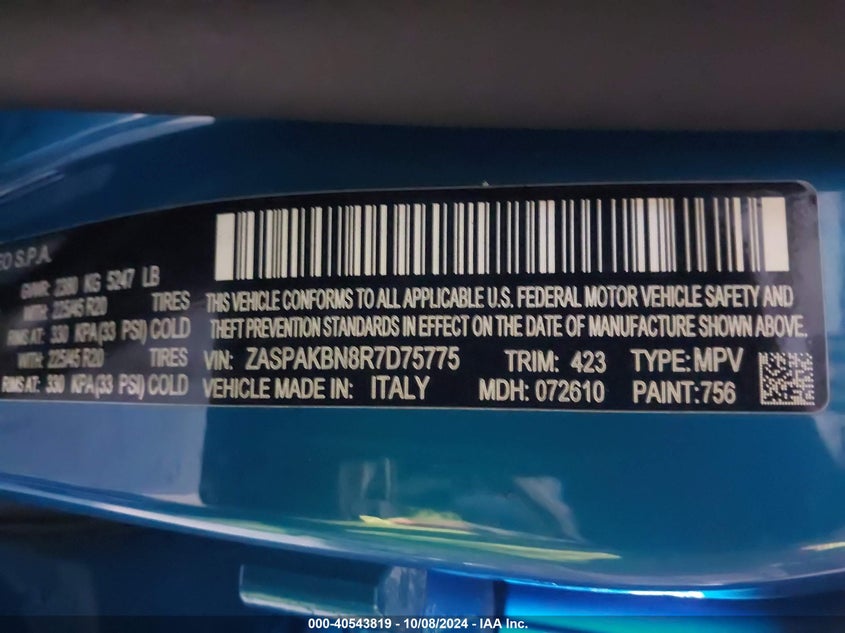 EO S.P.A.
GVWR: 2380 KG 5247 LB
WITH: 225/45 R20 TIRES
RIMS AT: 330 KPA(33 PSI) COLD
WITH: 225/45 R20 TIRES
RIMS AT: 330 KPA(33 PSI) COLD
THIS VEHICLE CONFORMS TO ALL APPLICABLE U.S. FEDERAL MOTOR VEHICLE SAFETY AND
THEFT PREVENTION STANDARDS IN EFFECT ON THE DATE OF MANUFACTURE SHOWN ABOVE.
VIN: ZASPAKBN8R7D75775 TRIM: 423 TYPE: MPV
VEHICLE MADE IN: ITALY MDH: 072610 PAINT: 756
000-40543819 - 10/08/2024 - IAA Inc.